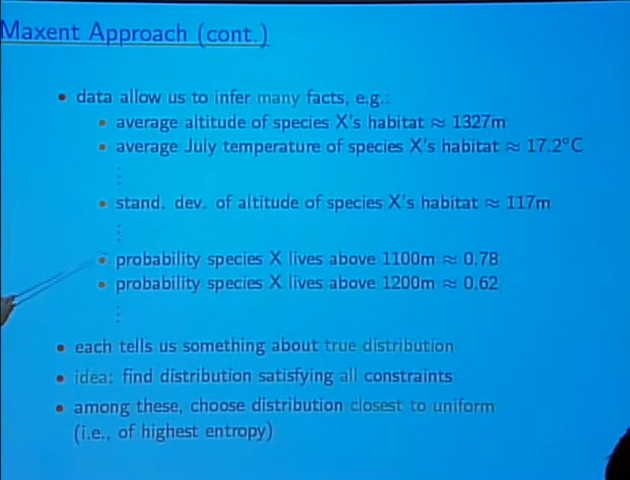 Maxent Approach (cont.)
• data allow us to infer many facts, e.g.:
• average altitude of species X's habitat ≈ 1327m
• average July temperature of species X's habitat ≈ 17.2°C
⋮
• stand. dev. of altitude of species X's habitat ≈ 117m
⋮
• probability species X lives above 1100m ≈ 0.78
• probability species X lives above 1200m ≈ 0.62
⋮
• each tells us something about true distribution
• idea: find distribution satisfying all constraints
• among these, choose distribution closest to uniform
(i.e., of highest entropy)